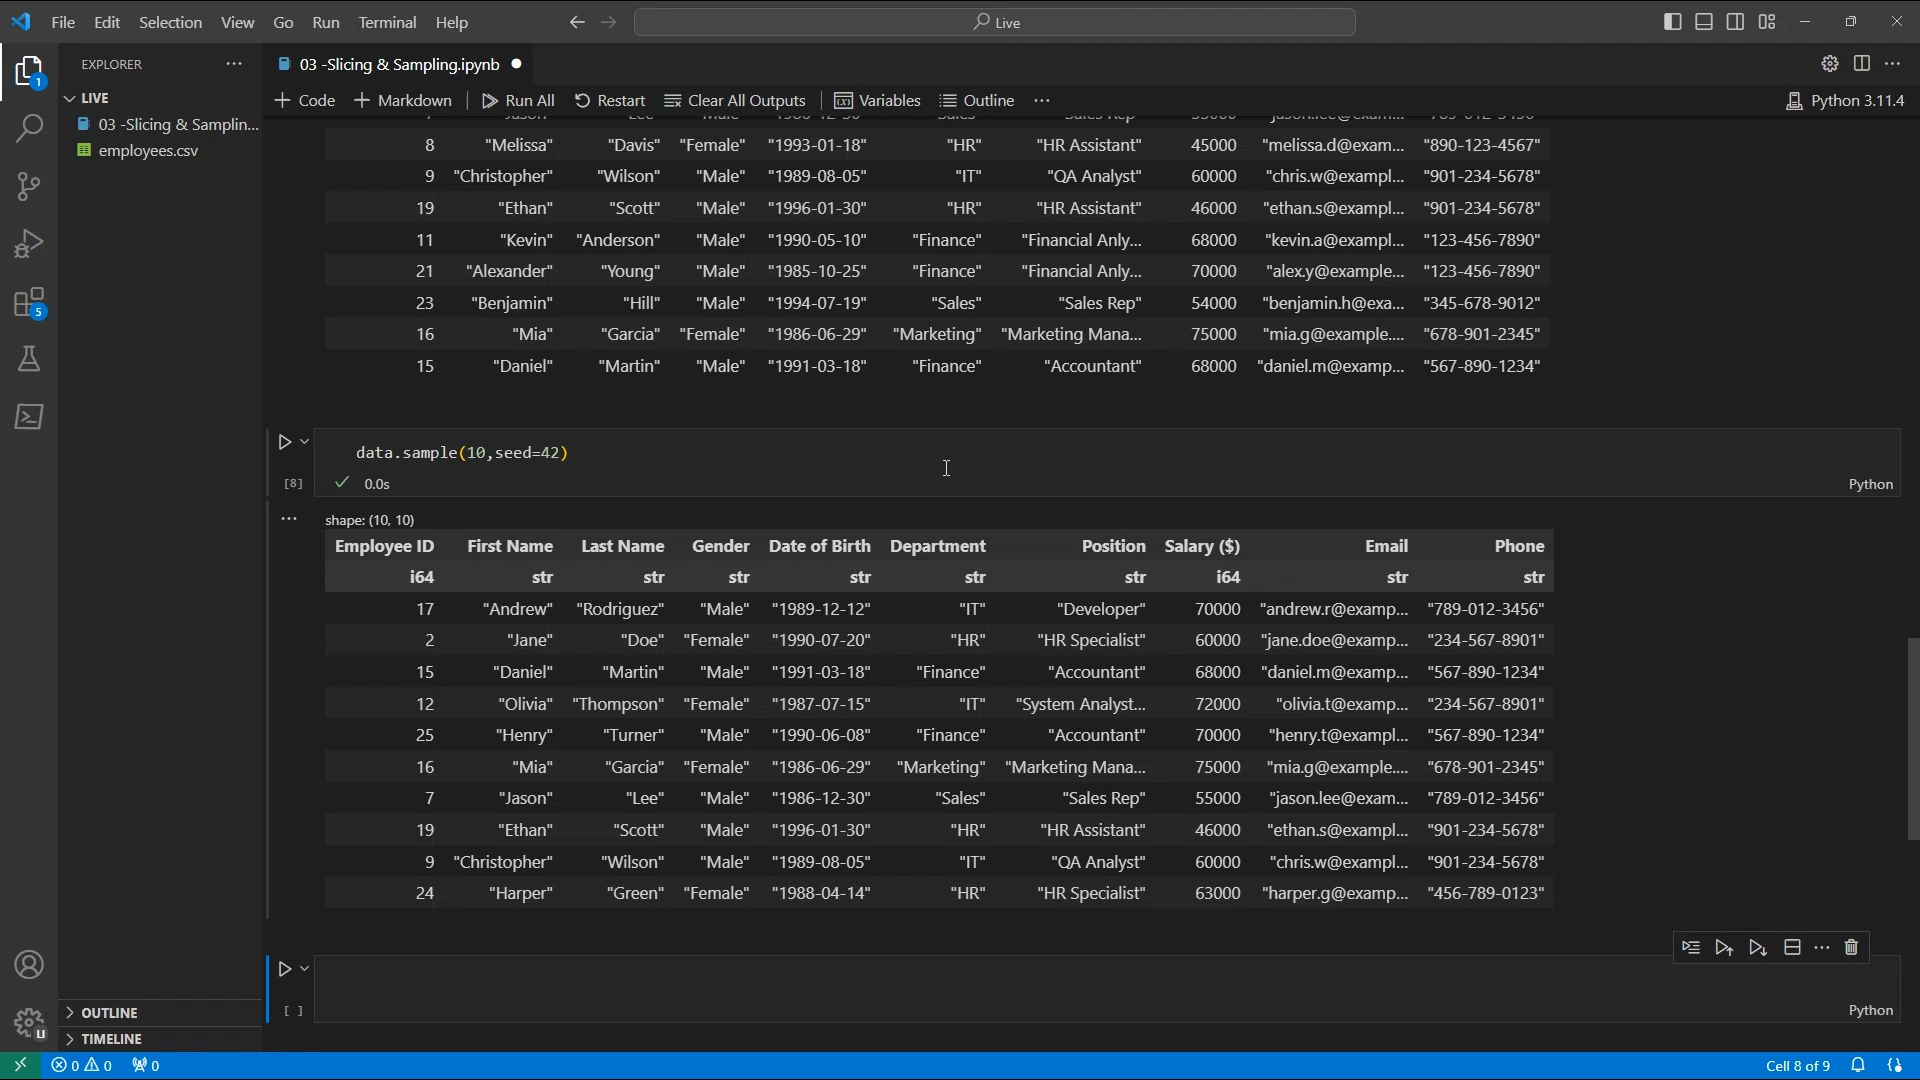 File Edit Selection View Go Run Terminal Help Live
EXPLORER
03 -Slicing & Sampling.ipynb
LIVE
03 -Slicing & Samplin...
employees.csv
1
5
+ Code + Markdown Run All Restart Clear All Outputs Variables Outline ... Python 3.11.4
8 "Melissa" "Davis" "Female" "1993-01-18" "HR" "HR Assistant" 45000 "melissa.d@exam... "890-123-4567"
9 "Christopher" "Wilson" "Male" "1989-08-05" "IT" "QA Analyst" 60000 "chris.w@exampl... "901-234-5678"
19 "Ethan" "Scott" "Male" "1996-01-30" "HR" "HR Assistant" 46000 "ethan.s@exampl... "901-234-5678"
11 "Kevin" "Anderson" "Male" "1990-05-10" "Finance" "Financial Anly... 68000 "kevin.a@exampl... "123-456-7890"
21 "Alexander" "Young" "Male" "1985-10-25" "Finance" "Financial Anly... 70000 "alex.y@example... "123-456-7890"
23 "Benjamin" "Hill" "Male" "1994-07-19" "Sales" "Sales Rep" 54000 "benjamin.h@exa... "345-678-9012"
16 "Mia" "Garcia" "Female" "1986-06-29" "Marketing" "Marketing Mana... 75000 "mia.g@example.... "678-901-2345"
15 "Daniel" "Martin" "Male" "1991-03-18" "Finance" "Accountant" 68000 "daniel.m@examp... "567-890-1234"
data.sample(10,seed=42)
[8] 0.0s Python
shape: (10, 10)
Employee ID First Name Last Name Gender Date of Birth Department Position Salary ($) Email Phone
i64 str str str str str str i64 str str
17 "Andrew" "Rodriguez" "Male" "1989-12-12" "IT" "Developer" 70000 "andrew.r@examp... "789-012-3456"
2 "Jane" "Doe" "Female" "1990-07-20" "HR" "HR Specialist" 60000 "jane.doe@examp... "234-567-8901"
15 "Daniel" "Martin" "Male" "1991-03-18" "Finance" "Accountant" 68000 "daniel.m@examp... "567-890-1234"
12 "Olivia" "Thompson" "Female" "1987-07-15" "IT" "System Analyst... 72000 "olivia.t@examp... "234-567-8901"
25 "Henry" "Turner" "Male" "1990-06-08" "Finance" "Accountant" 70000 "henry.t@exampl... "567-890-1234"
16 "Mia" "Garcia" "Female" "1986-06-29" "Marketing" "Marketing Mana... 75000 "mia.g@example.... "678-901-2345"
7 "Jason" "Lee" "Male" "1986-12-30" "Sales" "Sales Rep" 55000 "jason.lee@exam... "789-012-3456"
19 "Ethan" "Scott" "Male" "1996-01-30" "HR" "HR Assistant" 46000 "ethan.s@exampl... "901-234-5678"
9 "Christopher" "Wilson" "Male" "1989-08-05" "IT" "QA Analyst" 60000 "chris.w@exampl... "901-234-5678"
24 "Harper" "Green" "Female" "1988-04-14" "HR" "HR Specialist" 63000 "harper.g@examp... "456-789-0123"
[ ] Python
OUTLINE
TIMELINE
U
0 0 0 Cell 8 of 9